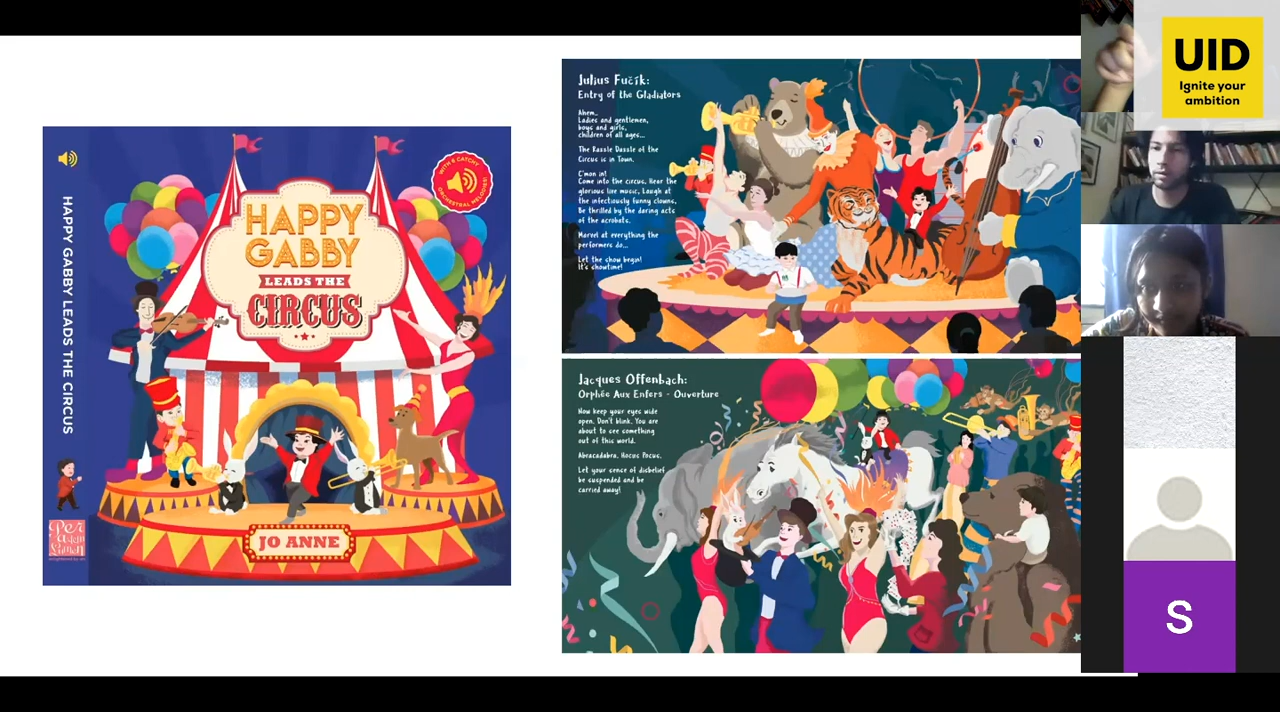 HAPPY GABBY LEADS THE CIRCUS
WITH 6 CATCHY
ORCHESTRAL MELODIES!
HAPPY
GABBY
LEADS THE
CIRCUS
JO ANNE
Julius Fučík:
Entry of the Gladiators
Ahem..
Ladies and gentlemen,
boys and girls,
children of all ages...
The Razzle Dazzle of the
Circus is in Town.
C'mon in!
Come into the circus. Hear the
glorious live music, Laugh at
the infectiously funny clowns,
Be thrilled by the daring acts
of the acrobats.
Marvel at everything the
performers do...
Let the show begin!
It's showtime!
Jacques Offenbach:
Orphée Aux Enfers - Ouverture
Now keep your eyes wide
open. Don't blink. You are
about to see something
out of this world.
Abracadabra. Hocus Pocus.
Let your sense of disbelief
be suspended and be
carried away!
UID
Ignite your
ambition
S